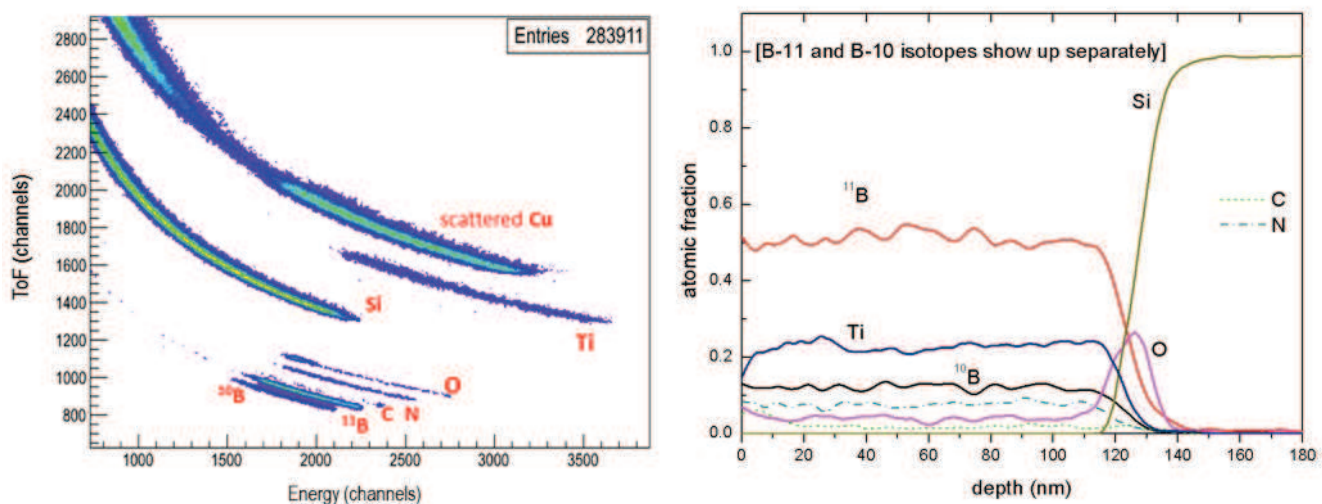 Entries 283911
2800
2600
2400
2200
2000
1800
1600
1400
1200
1000
800
ToF (channels)
scattered Cu
Si
Ti
O
¹⁰B
¹¹B
C
N
1000 1500 2000 2500 3000 3500
Energy (channels)
[B-11 and B-10 isotopes show up separately]
1.0
0.8
0.6
0.4
0.2
0.0
atomic fraction
Si
¹¹B
C
N
Ti
O
¹⁰B
0 20 40 60 80 100 120 140 160 180
depth (nm)